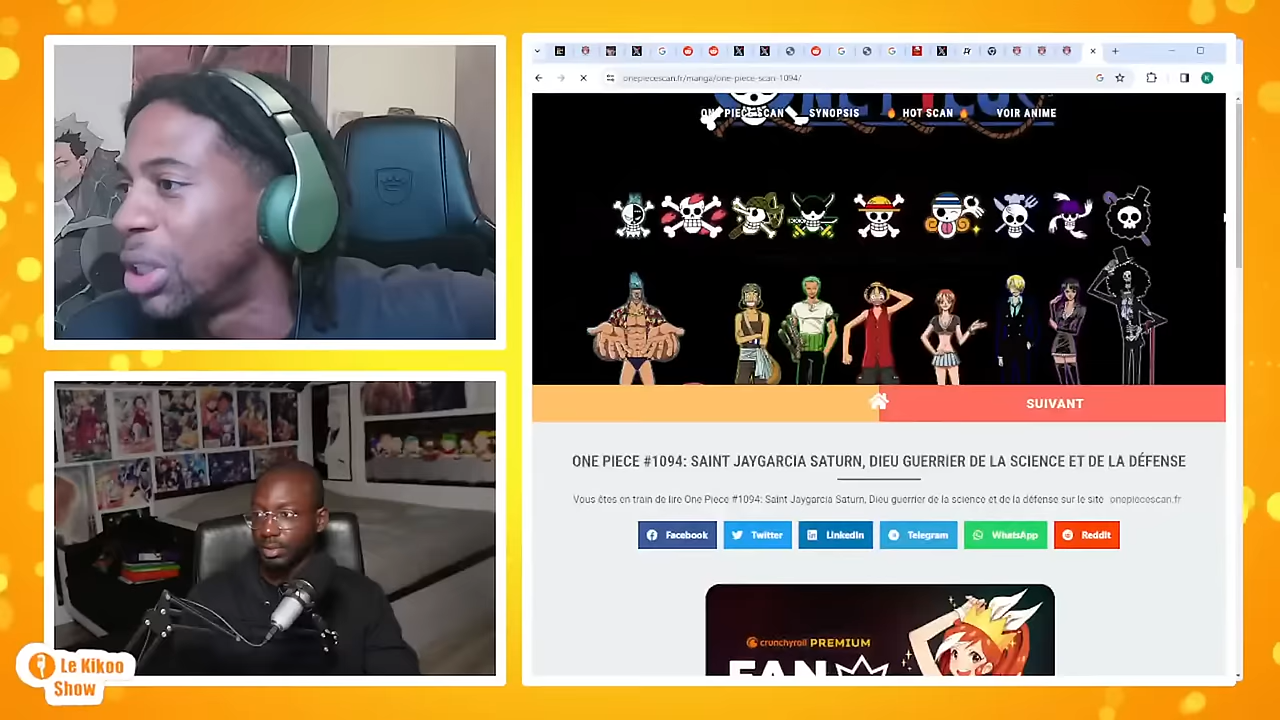 onepiecescan.fr/manga/one-piece-scan-1094/
ONE PIECE SCAN SYNOPSIS HOT SCAN VOIR ANIME
SUIVANT
ONE PIECE #1094: SAINT JAYGARCIA SATURN, DIEU GUERRIER DE LA SCIENCE ET DE LA DÉFENSE
Vous êtes en train de lire One Piece #1094: Saint Jaygarcia Saturn, Dieu guerrier de la science et de la défense sur le site onepiecescan.fr
Facebook Twitter LinkedIn Telegram WhatsApp Reddit
crunchyroll PREMIUM
FAN
Le Kikoo
Show